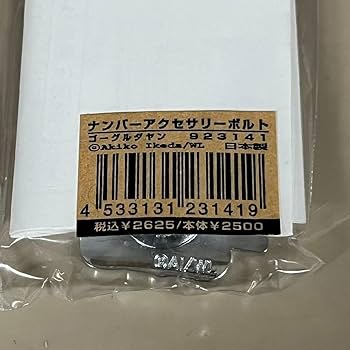 ナンバーアクセサリーボルト
ゴーグルダヤン 923141
©Akiko Ikeda/WL 日本製
4 533131 231419
税込¥2625/本体¥2500